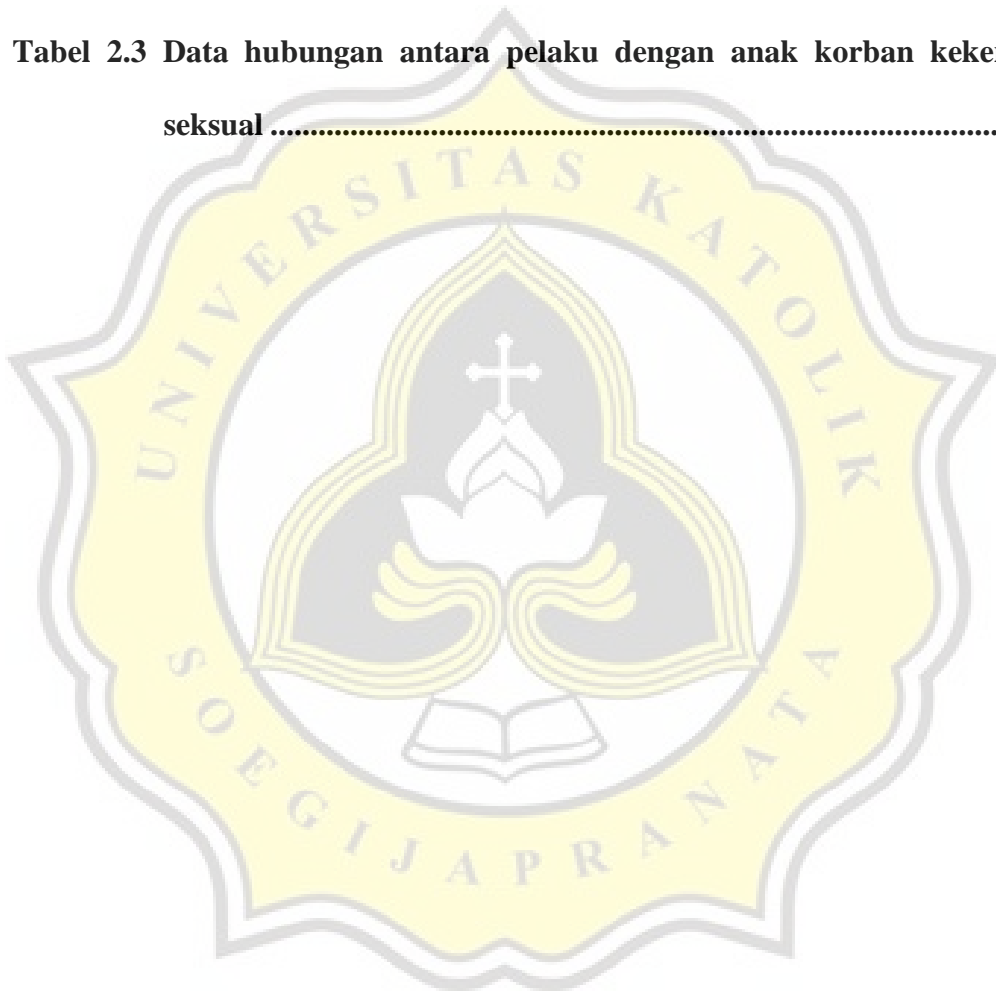 Tabel 2.3 Data hubungan antara pelaku dengan anak korban
seksual ....................................................................................
UNIVERSITAS KATOLIK
SOEGIJAPRANATA